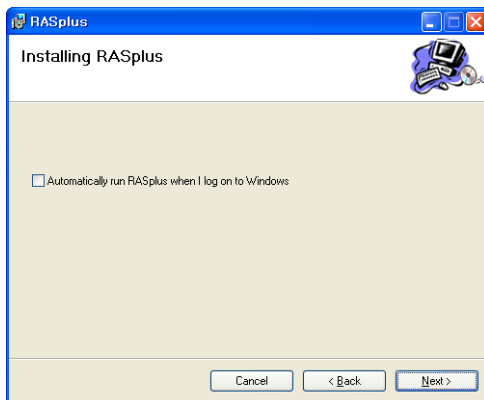 RASplus
Installing RASplus
Automatically run RASplus when I log on to Windows
Cancel
< Back
Next >